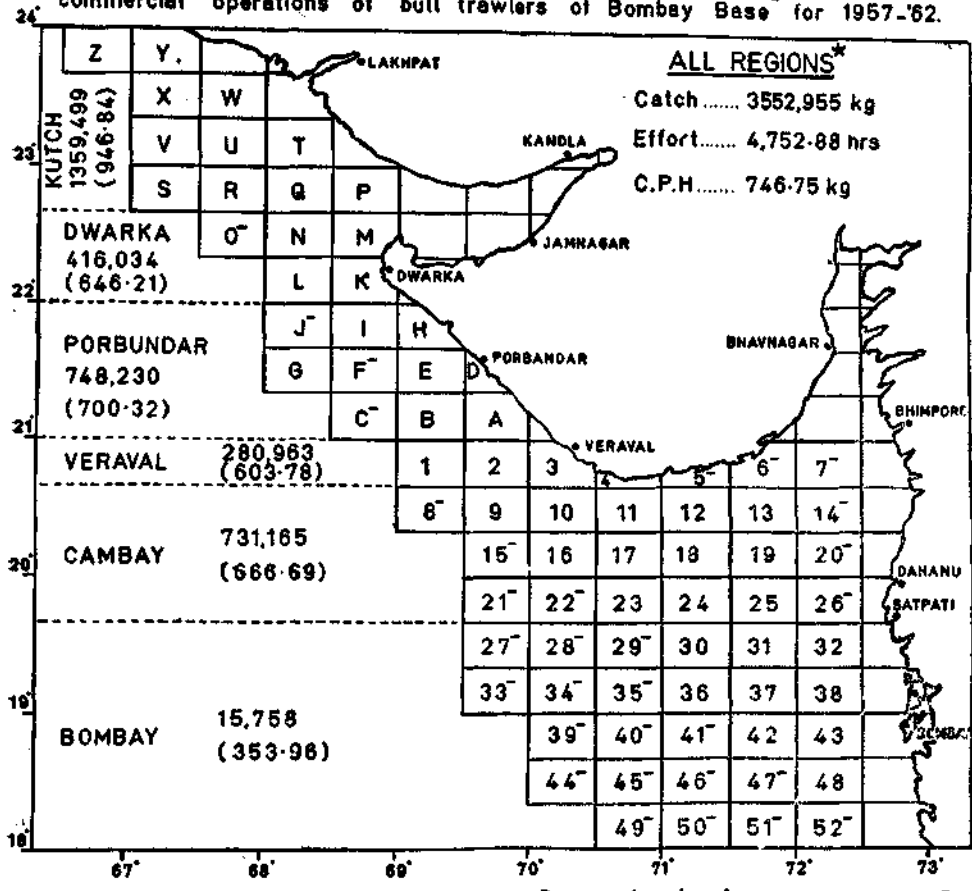 commercial operations of bull trawlers of Bombay Base for 1957-'62.
24°
Z Y.
LAKHPAT
ALL REGIONS*
X W
Catch ...... 3552,955 kg
KUTCH
1359,499
(946·84)
V U T
KANDLA
Effort...... 4,752·88 hrs
23°
S R Q P
C.P.H ....... 746·75 kg
DWARKA
416,034
(646·21)
O⁻ N M
JAMNAGAR
L K
DWARKA
22°
J⁻ I H
PORBUNDAR
748,230
(700·32)
BHAVNAGAR
G F⁻ E D
PORBANDAR
C⁻ B A
BHIMPORE
21°
VERAVAL
VERAVAL 280,963
(603·78)
1 2 3 4 5⁻ 6⁻ 7⁻
8⁻ 9 10 11 12 13 14⁻
CAMBAY 731,165
(666·69)
15⁻ 16 17 18 19 20⁻
20°
DAHANU
21⁻ 22⁻ 23 24 25 26⁻
SATPATI
27⁻ 28⁻ 29⁻ 30 31 32
33⁻ 34⁻ 35⁻ 36 37 38
19°
BOMBAY 15,758
(353·96)
39⁻ 40⁻ 41⁻ 42 43
BOMBAY
44⁻ 45⁻ 46⁻ 47⁻ 48
49⁻ 50⁻ 51⁻ 52⁻
18°
67° 68° 69° 70° 71° 72° 73°